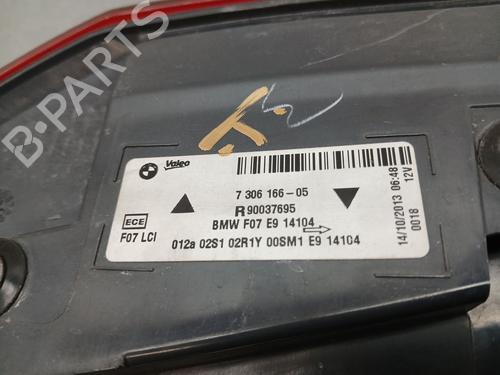 B-PARTS
Valeo
7 306 166-05
R 90037695
BMW F07 E9 14104
012a 02S1 02R1Y 00SM1 E9 14104
ECE
F07 LCI
14/10/2013 06:48
0018
12V